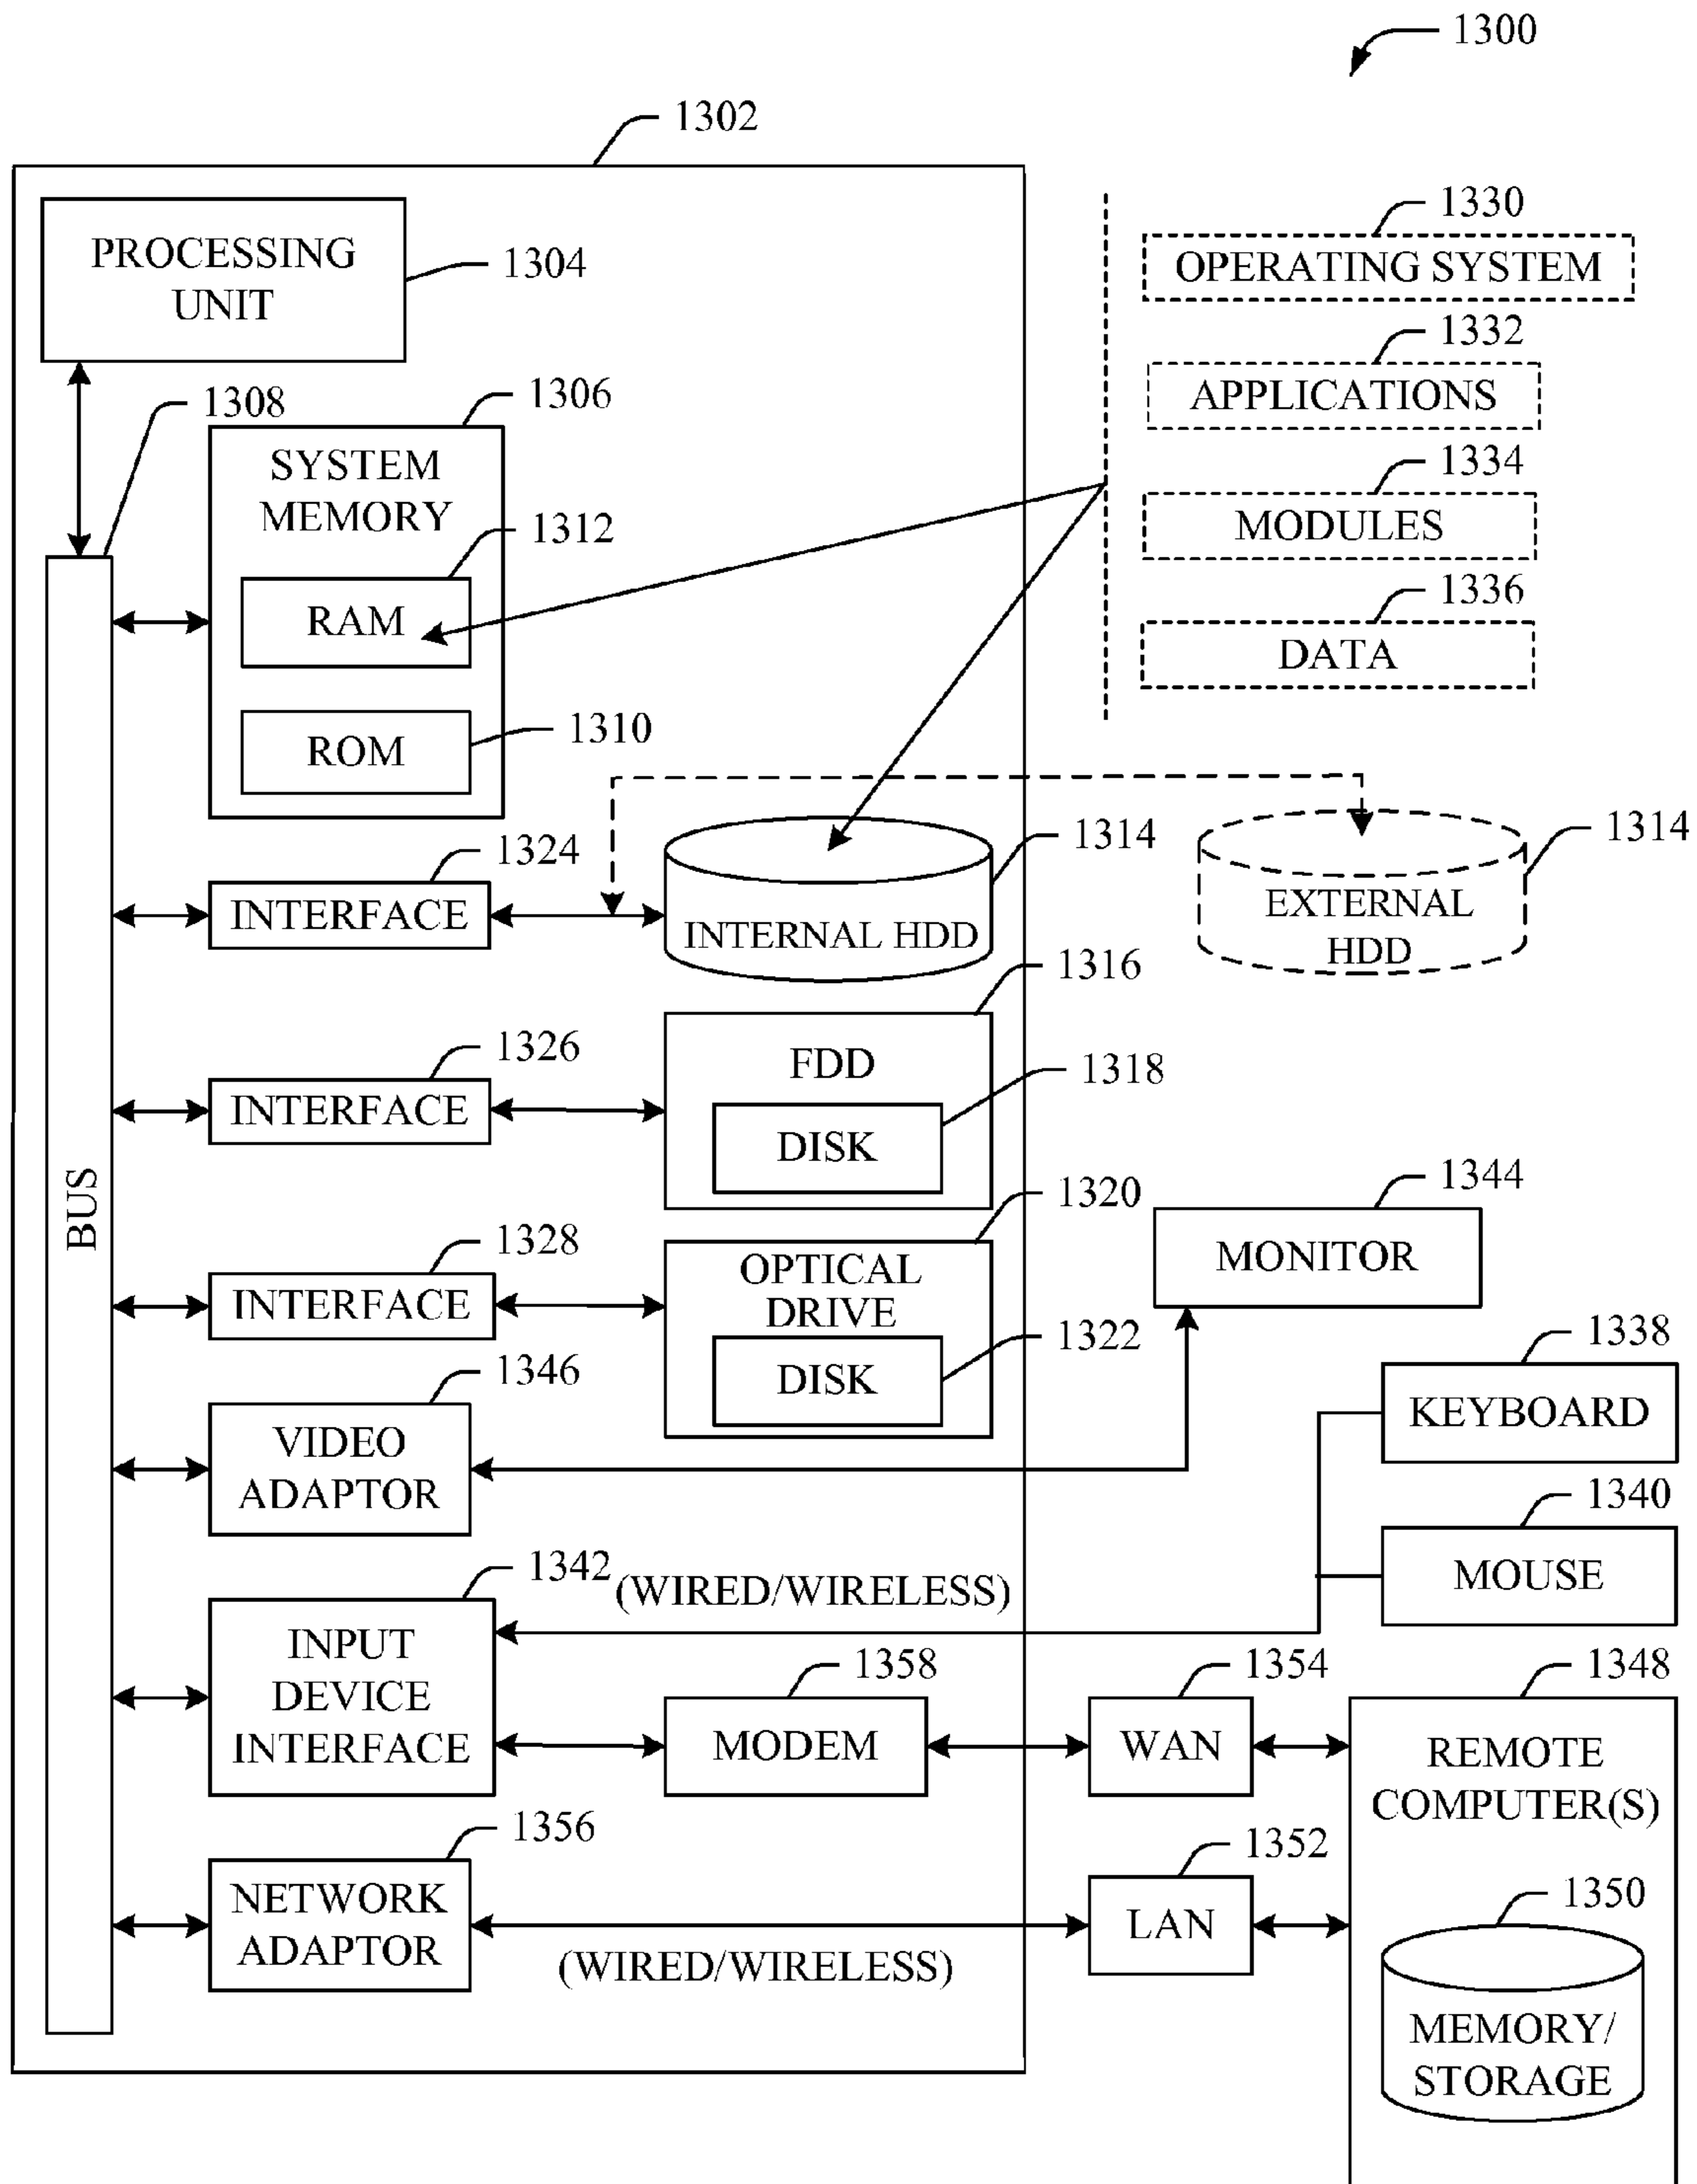 1300
1302
PROCESSING
UNIT
1304
1330
OPERATING SYSTEM
1332
APPLICATIONS
1334
MODULES
1336
DATA
1308
1306
SYSTEM
MEMORY
1312
RAM
1310
ROM
1324
INTERFACE
1314
INTERNAL HDD
1314
EXTERNAL
HDD
1316
FDD
1318
DISK
1326
INTERFACE
BUS
1320
OPTICAL
DRIVE
1322
DISK
1328
INTERFACE
1344
MONITOR
1346
VIDEO
ADAPTOR
1338
KEYBOARD
1340
MOUSE
1342
(WIRED/WIRELESS)
INPUT
DEVICE
INTERFACE
1358
MODEM
1354
WAN
1348
REMOTE
COMPUTER(S)
1356
NETWORK
ADAPTOR
(WIRED/WIRELESS)
1352
LAN
1350
MEMORY/
STORAGE